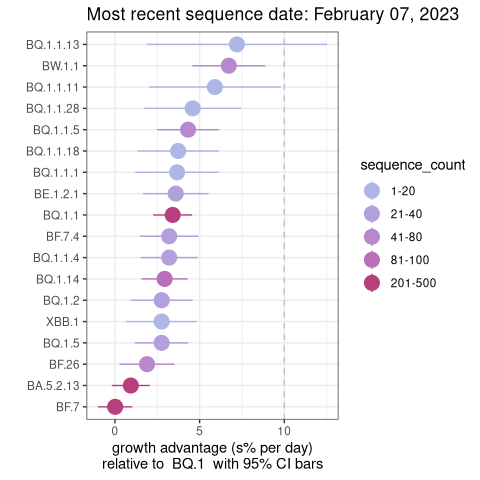 Most recent sequence date: February 07, 2023
BQ.1.1.13
BW.1.1
BQ.1.1.11
BQ.1.1.28
BQ.1.1.5
BQ.1.1.18
BQ.1.1.1
BE.1.2.1
BQ.1.1
BF.7.4
BQ.1.1.4
BQ.1.14
BQ.1.2
XBB.1
BQ.1.5
BF.26
BA.5.2.13
BF.7
0 5 10
growth advantage (s% per day)
relative to BQ.1 with 95% CI bars
sequence_count
1-20
21-40
41-80
81-100
201-500